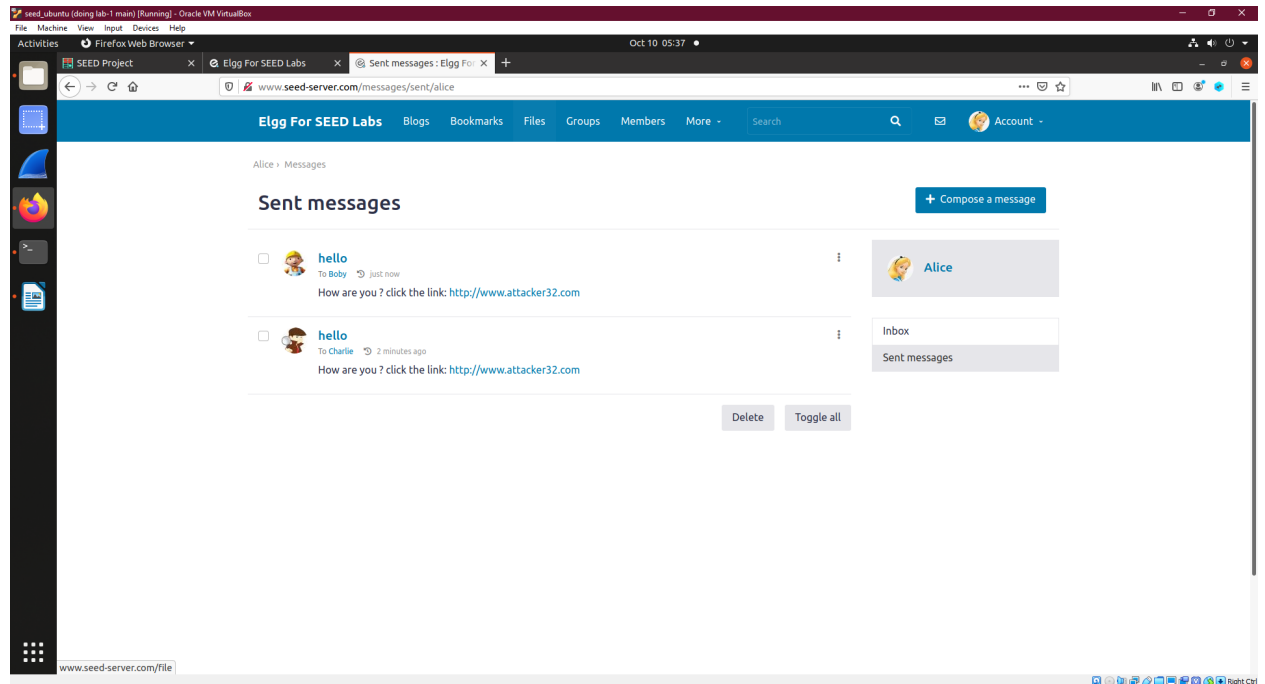 seed_ubuntu (doing lab-1 main) [Running] - Oracle VM VirtualBox
File Machine View Input Devices Help
Activities Firefox Web Browser Oct 10 05:37
SEED Project Elgg For SEED Labs Sent messages : Elgg For
www.seed-server.com/messages/sent/alice
Elgg For SEED Labs Blogs Bookmarks Files Groups Members More Search Account
Alice › Messages
Sent messages
+ Compose a message
hello
To Boby just now
How are you ? click the link: http://www.attacker32.com
Alice
hello
To Charlie 2 minutes ago
How are you ? click the link: http://www.attacker32.com
Inbox
Sent messages
Delete Toggle all
www.seed-server.com/file
Right Ctrl